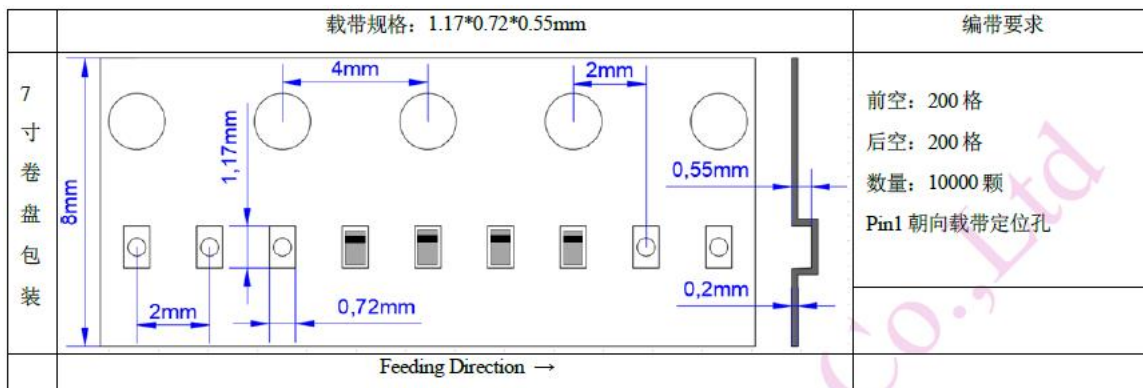 载带规格：1.17*0.72*0.55mm
编带要求
7
寸
卷
盘
包
装
4mm
2mm
1,17mm
8mm
0,55mm
2mm
0,72mm
0,2mm
前空：200 格
后空：200 格
数量：10000 颗
Pin1 朝向载带定位孔
Feeding Direction →
Co.,Ltd